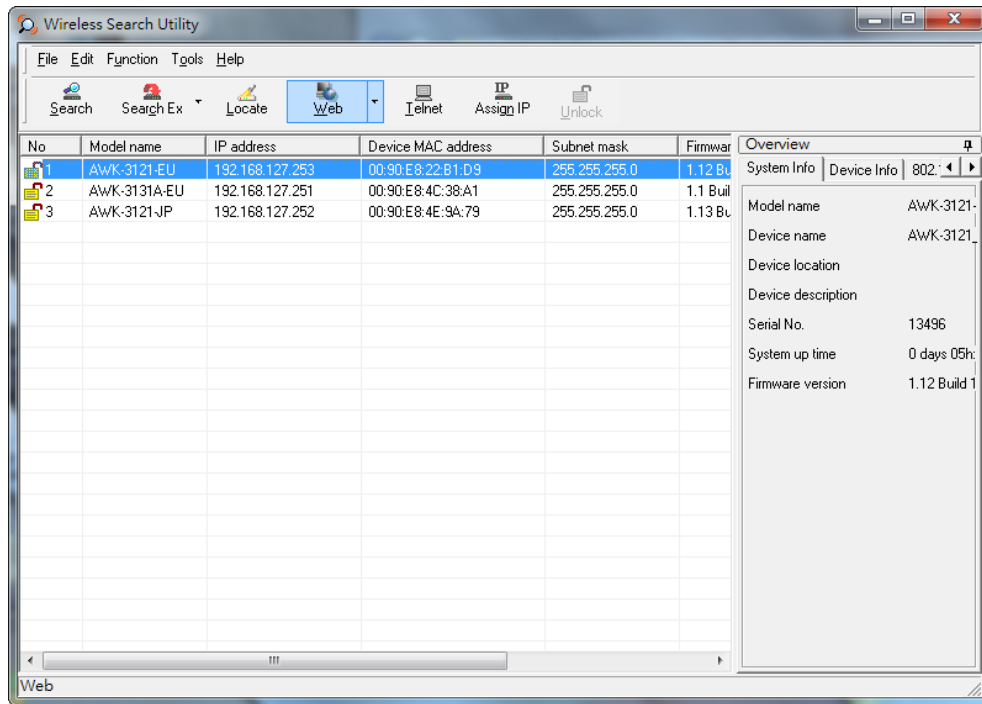 Wireless Search Utility
File Edit Function Tools Help
Search Search Ex Locate Web Telnet Assign IP Unlock
No Model name IP address Device MAC address Subnet mask Firmwar
1 AWK-3121-EU 192.168.127.253 00:90:E8:22:B1:D9 255.255.255.0 1.12 Bu
2 AWK-3131A-EU 192.168.127.251 00:90:E8:4C:38:A1 255.255.255.0 1.1 Buil
3 AWK-3121-JP 192.168.127.252 00:90:E8:4E:9A:79 255.255.255.0 1.13 Bu
Overview
System Info Device Info 802.
Model name AWK-3121-
Device name AWK-3121_
Device location
Device description
Serial No. 13496
System up time 0 days 05h:
Firmware version 1.12 Build 1
Web